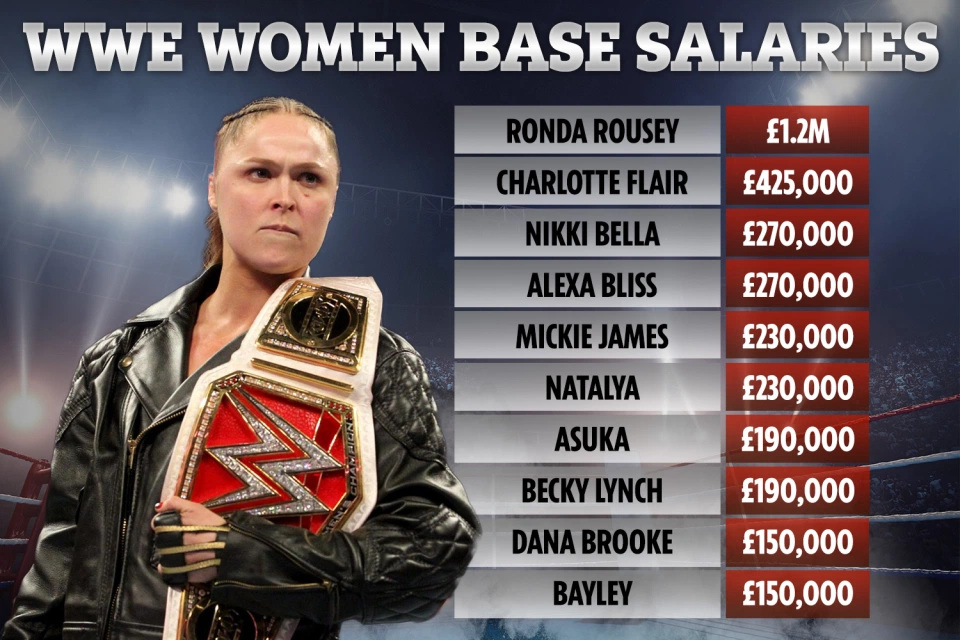 WWE WOMEN BASE SALARIES
RONDA ROUSEY £1.2M
CHARLOTTE FLAIR £425,000
NIKKI BELLA £270,000
ALEXA BLISS £270,000
MICKIE JAMES £230,000
NATALYA £230,000
ASUKA £190,000
BECKY LYNCH £190,000
DANA BROOKE £150,000
BAYLEY £150,000